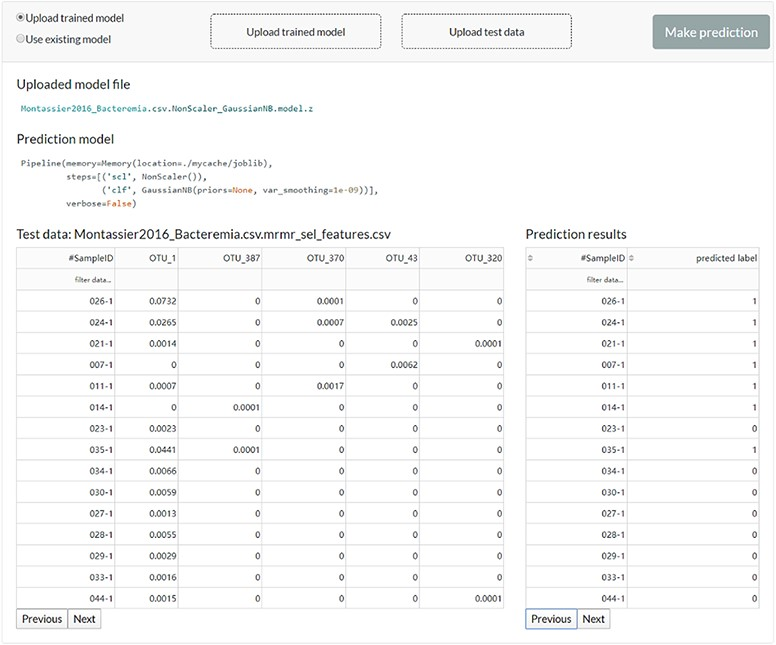 Upload trained model
Use existing model
Upload trained model
Upload test data
Make prediction
Uploaded model file
Montassier2016_Bacteremia.csv.NonScaler_GaussianNB.model.z
Prediction model
Pipeline(memory=Memory(location=./mycache/joblib),
steps=[('scl', NonScaler()),
('clf', GaussianNB(priors=None, var_smoothing=1e-09))],
verbose=False)
Test data: Montassier2016_Bacteremia.csv.mrmr_sel_features.csv
#SampleID OTU_1 OTU_387 OTU_370 OTU_43 OTU_320
filter data...
026-1 0.0732 0 0.0001 0 0
024-1 0.0265 0 0.0007 0.0025 0
021-1 0.0014 0 0 0 0.0001
007-1 0 0 0 0.0062 0
011-1 0.0007 0 0.0017 0 0
014-1 0 0.0001 0 0 0
023-1 0.0023 0 0 0 0
035-1 0.0441 0.0001 0 0 0
034-1 0.0066 0 0 0 0
030-1 0.0059 0 0 0 0
027-1 0.0013 0 0 0 0
028-1 0.0055 0 0 0 0
029-1 0.0029 0 0 0 0
033-1 0.0016 0 0 0 0
044-1 0.0015 0 0 0 0.0001
Previous Next
Prediction results
#SampleID predicted label
filter data...
026-1 1
024-1 1
021-1 1
007-1 1
011-1 1
014-1 1
023-1 0
035-1 1
034-1 0
030-1 0
027-1 0
028-1 0
029-1 0
033-1 0
044-1 0
Previous Next